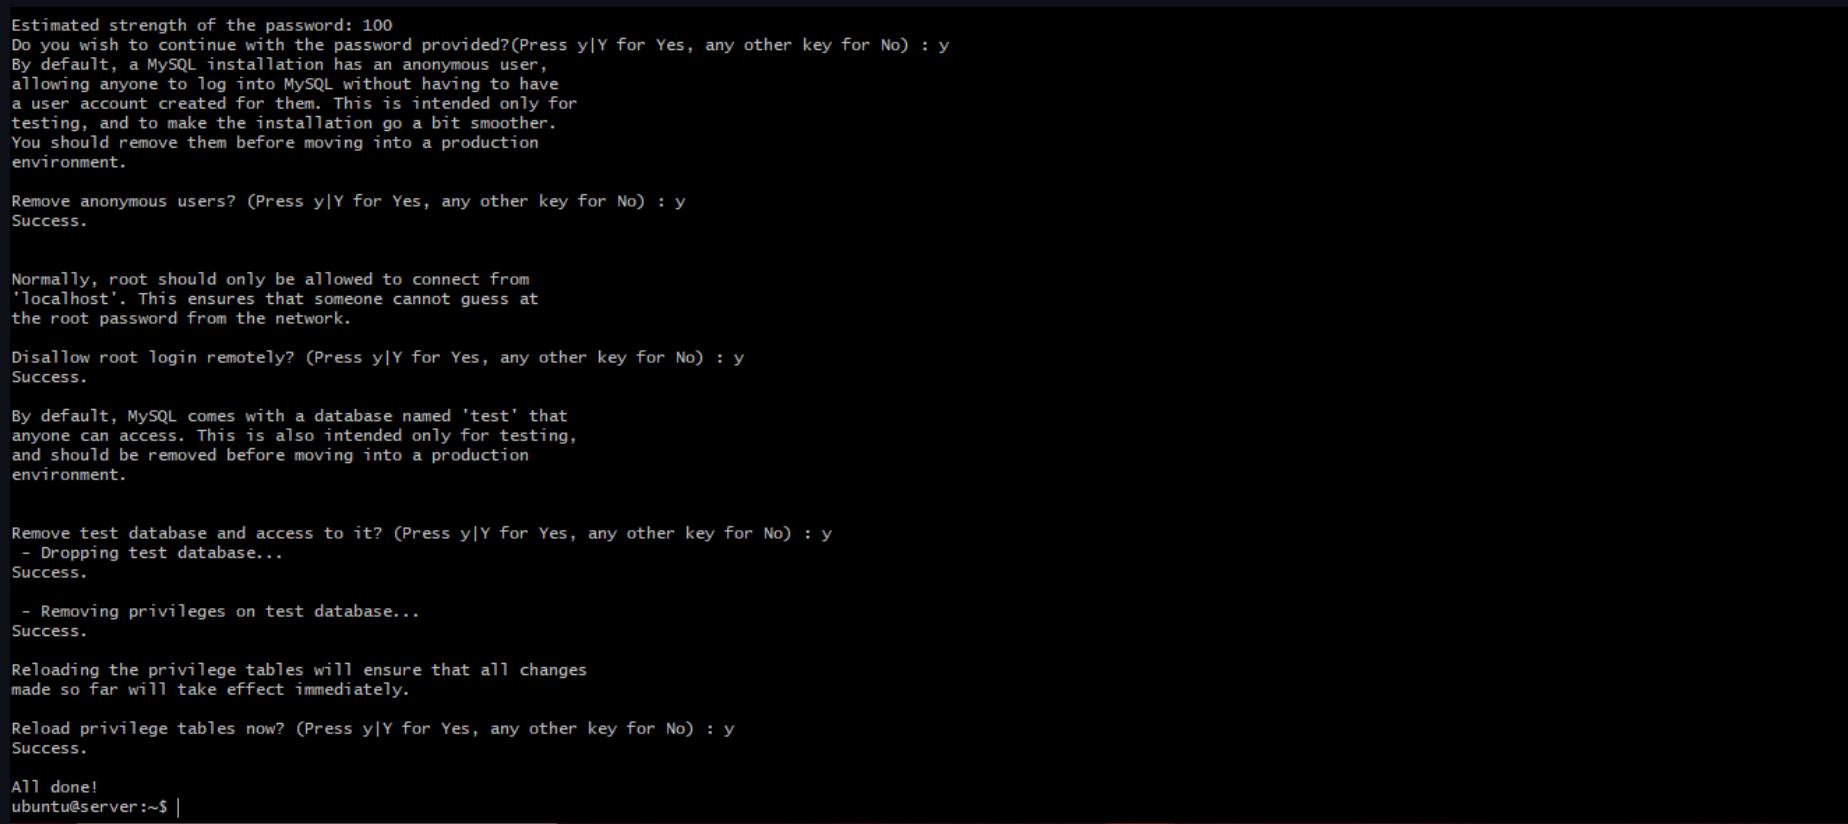 Estimated strength of the password: 100
Do you wish to continue with the password provided?(Press y|Y for Yes, any other key for No) : y
By default, a MySQL installation has an anonymous user,
allowing anyone to log into MySQL without having to have
a user account created for them. This is intended only for
testing, and to make the installation go a bit smoother.
You should remove them before moving into a production
environment.
Remove anonymous users? (Press y|Y for Yes, any other key for No) : y
Success.
Normally, root should only be allowed to connect from
'localhost'. This ensures that someone cannot guess at
the root password from the network.
Disallow root login remotely? (Press y|Y for Yes, any other key for No) : y
Success.
By default, MySQL comes with a database named 'test' that
anyone can access. This is also intended only for testing,
and should be removed before moving into a production
environment.
Remove test database and access to it? (Press y|Y for Yes, any other key for No) : y
 - Dropping test database...
Success.
 - Removing privileges on test database...
Success.
Reloading the privilege tables will ensure that all changes
made so far will take effect immediately.
Reload privilege tables now? (Press y|Y for Yes, any other key for No) : y
Success.
All done!
ubuntu@server:~$